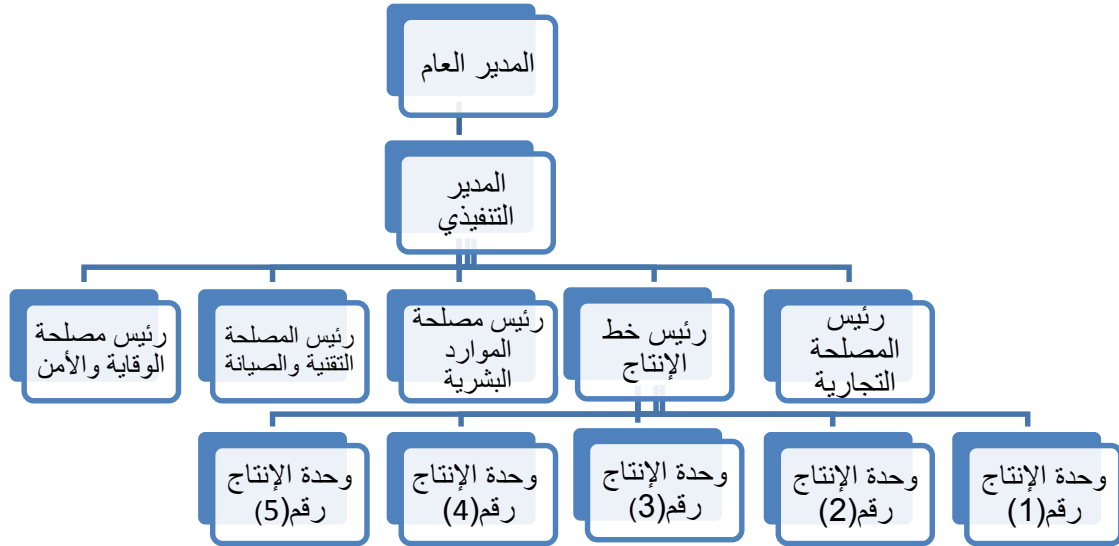 المدير العام
المدير
التنفيذي
رئيس
المصلحة
التجارية
رئيس خط
الإنتاج
رئيس مصلحة
الموارد
البشرية
رئيس المصلحة
التقنية والصيانة
رئيس مصلحة
الوقاية والأمن
وحدة الإنتاج
رقم(1)
وحدة الإنتاج
رقم(2)
وحدة الإنتاج
رقم(3)
وحدة الإنتاج
رقم(4)
وحدة الإنتاج
رقم(5)